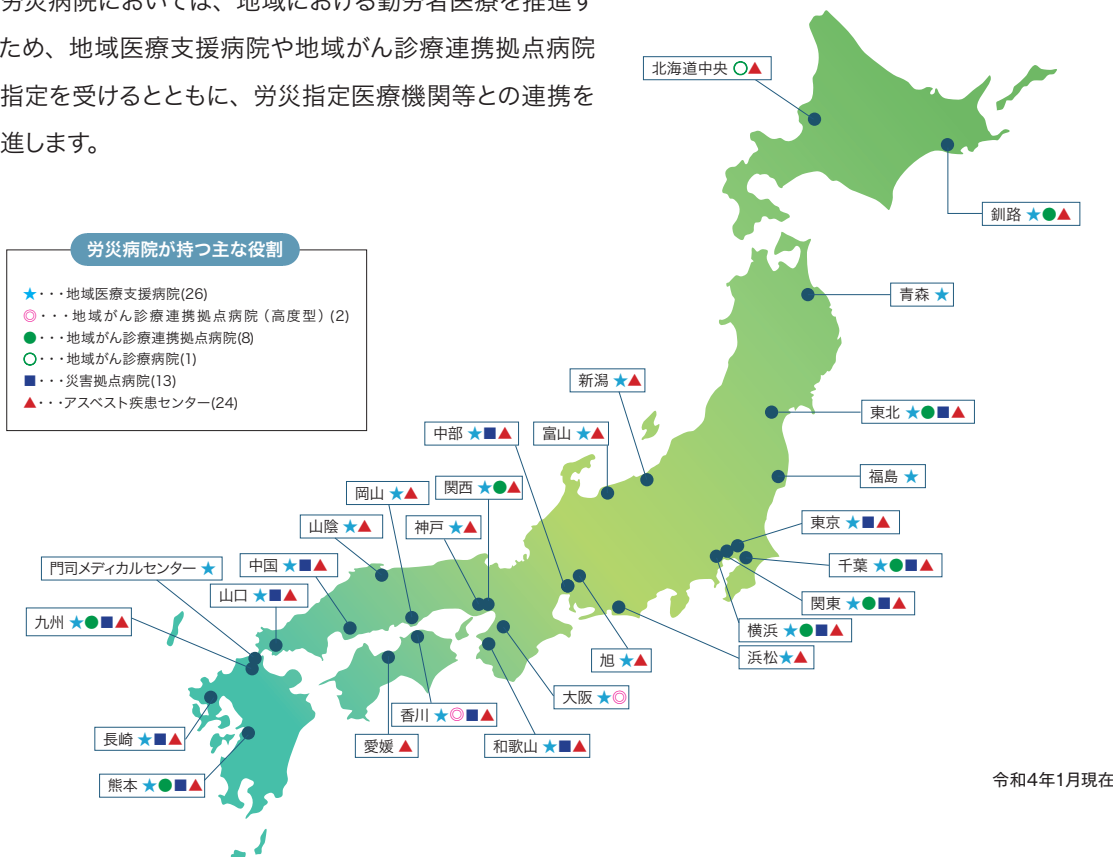 労災病院においては、地域における勤労者医療を推進す
ため、地域医療支援病院や地域がん診療連携拠点病院
指定を受けるとともに、労災指定医療機関等との連携を
進します。
労災病院が持つ主な役割
★・・・地域医療支援病院(26)
◎・・・地域がん診療連携拠点病院（高度型）(2)
●・・・地域がん診療連携拠点病院(8)
○・・・地域がん診療病院(1)
■・・・災害拠点病院(13)
▲・・・アスベスト疾患センター(24)
北海道中央 ○▲
釧路 ★●▲
青森 ★
新潟 ★▲
東北 ★●■▲
中部 ★■▲
富山 ★▲
福島 ★
関西 ★●▲
岡山 ★▲
東京 ★■▲
山陰 ★▲
神戸 ★▲
千葉 ★●■▲
門司メディカルセンター ★
中国 ★■▲
山口 ★■▲
関東 ★●■▲
九州 ★●■▲
横浜 ★●■▲
旭 ★▲
浜松★▲
大阪 ★◎
香川 ★◎■▲
長崎 ★■▲
愛媛 ▲
和歌山 ★■▲
熊本 ★●■▲
令和4年1月現在